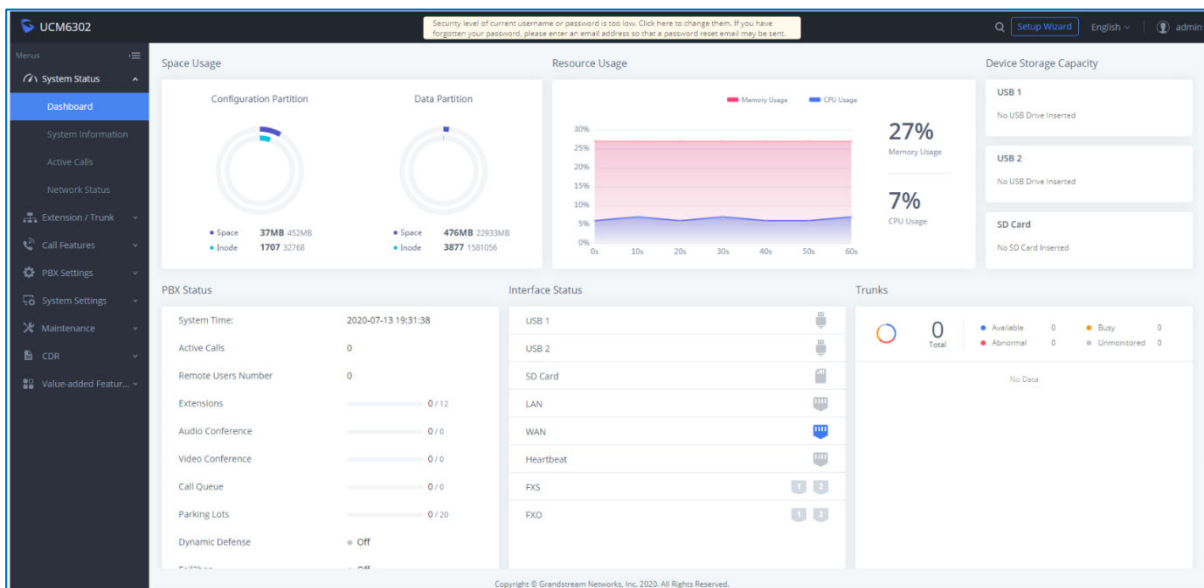 UCM6302
Security level of current username or password is too low. Click here to change them. If you have
forgotten your password, please enter an email address so that a password reset email may be sent.
Setup Wizard
English
admin
Menus
System Status
Dashboard
System Information
Active Calls
Network Status
Extension / Trunk
Call Features
PBX Settings
System Settings
Maintenance
CDR
Value-added Featur...
Space Usage
Configuration Partition
Space 37MB 452MB
Inode 1707 32768
Data Partition
Space 476MB 22933MB
Inode 3877 1581056
Resource Usage
Memory Usage CPU Usage
30%
25%
20%
15%
10%
5%
0%
0s 10s 20s 30s 40s 50s 60s
27%
Memory Usage
7%
CPU Usage
Device Storage Capacity
USB 1
No USB Drive Inserted
USB 2
No USB Drive Inserted
SD Card
No SD Card Inserted
PBX Status
System Time: 2020-07-13 19:31:38
Active Calls 0
Remote Users Number 0
Extensions 0 / 12
Audio Conference 0 / 0
Video Conference 0 / 0
Call Queue 0 / 0
Parking Lots 0 / 20
Dynamic Defense Off
Interface Status
USB 1
USB 2
SD Card
LAN
WAN
Heartbeat
FXS 1 2
FXO 1 2
Trunks
0
Total
Available 0 Busy 0
Abnormal 0 Unmonitored 0
No Data
Copyright © Grandstream Networks, Inc. 2020. All Rights Reserved.